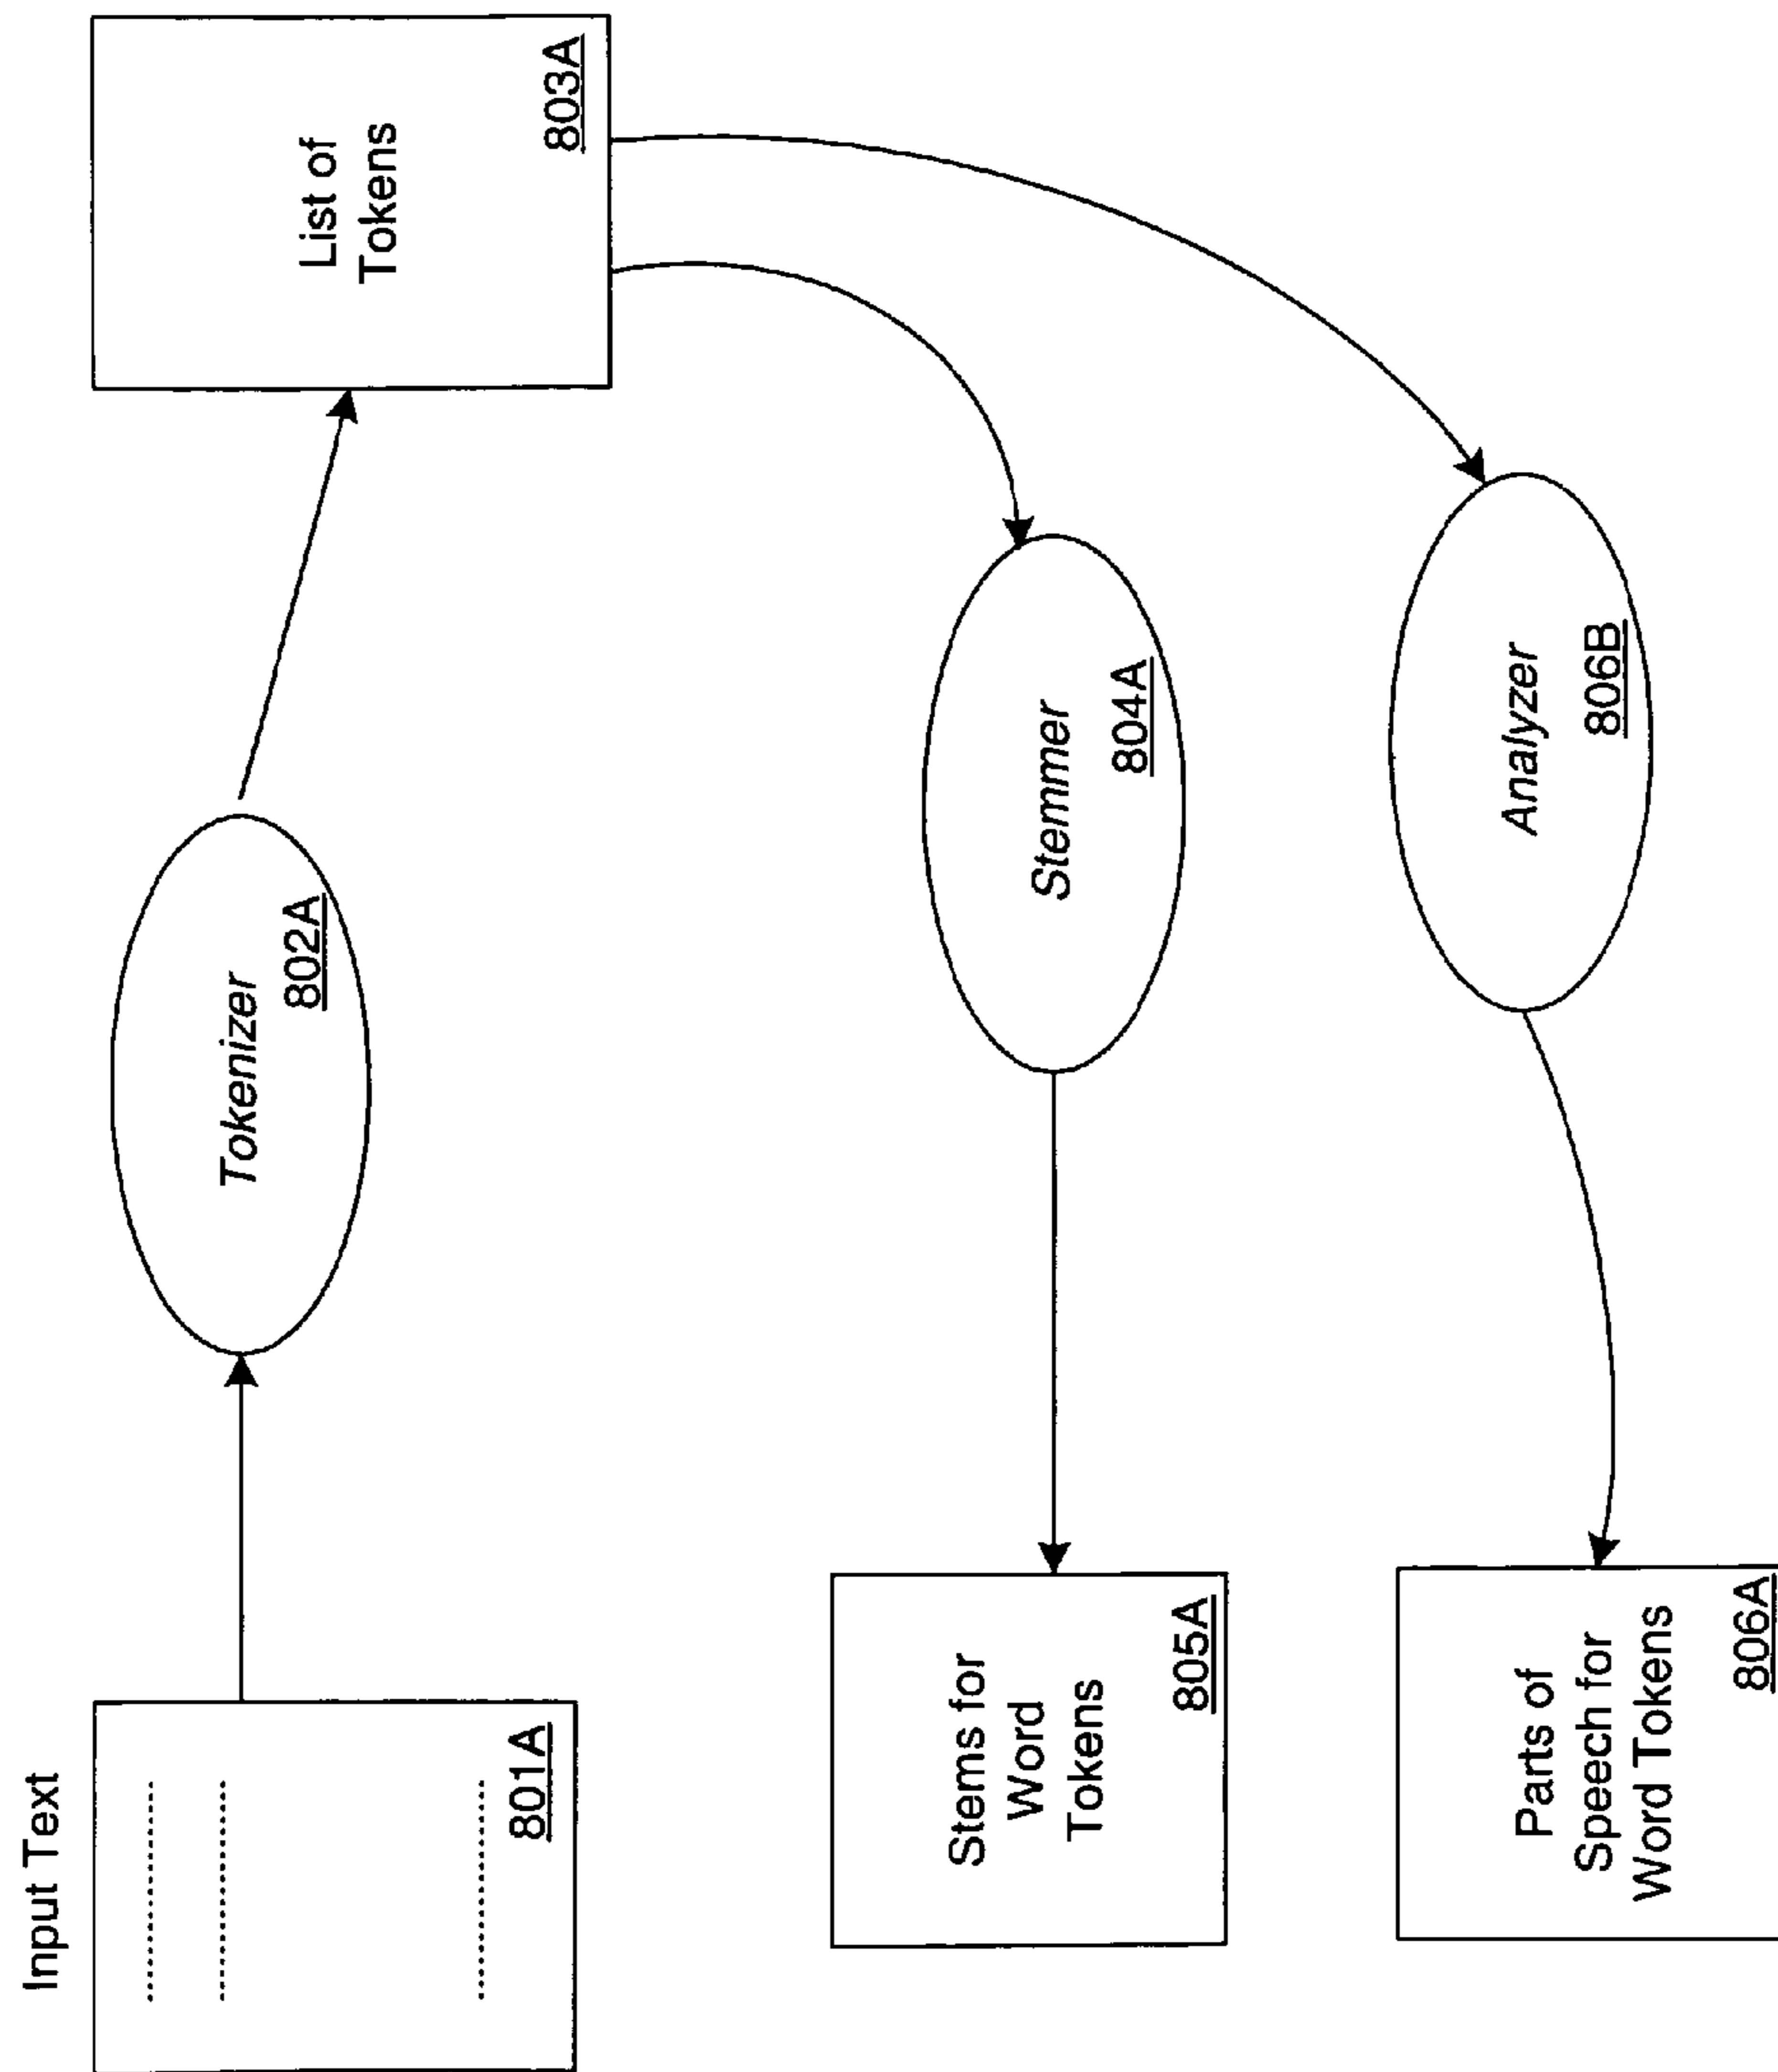 Input Text
801A
Tokenizer
802A
List of
Tokens
803A
Stemmer
804A
Stems for
Word
Tokens
805A
Analyzer
806B
Parts of
Speech for
Word Tokens
806A